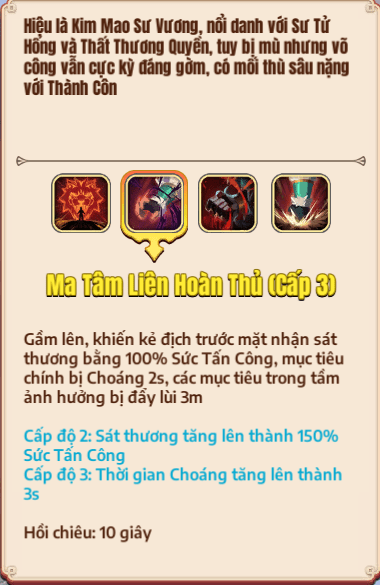 Hiệu là Kim Mao Sư Vương, nổi danh với Sư Tử
Hống và Thất Thương Quyền, tuy bị mù nhưng võ
công vẫn cực kỳ đáng gờm, có mối thù sâu nặng
với Thành Côn
Ma Tâm Liên Hoàn Thủ (Cấp 3)
Gầm lên, khiến kẻ địch trước mặt nhận sát
thương bằng 100% Sức Tấn Công, mục tiêu
chính bị Choáng 2s, các mục tiêu trong tầm
ảnh hưởng bị đẩy lùi 3m
Cấp độ 2: Sát thương tăng lên thành 150%
Sức Tấn Công
Cấp độ 3: Thời gian Choáng tăng lên thành
3s
Hồi chiêu: 10 giây